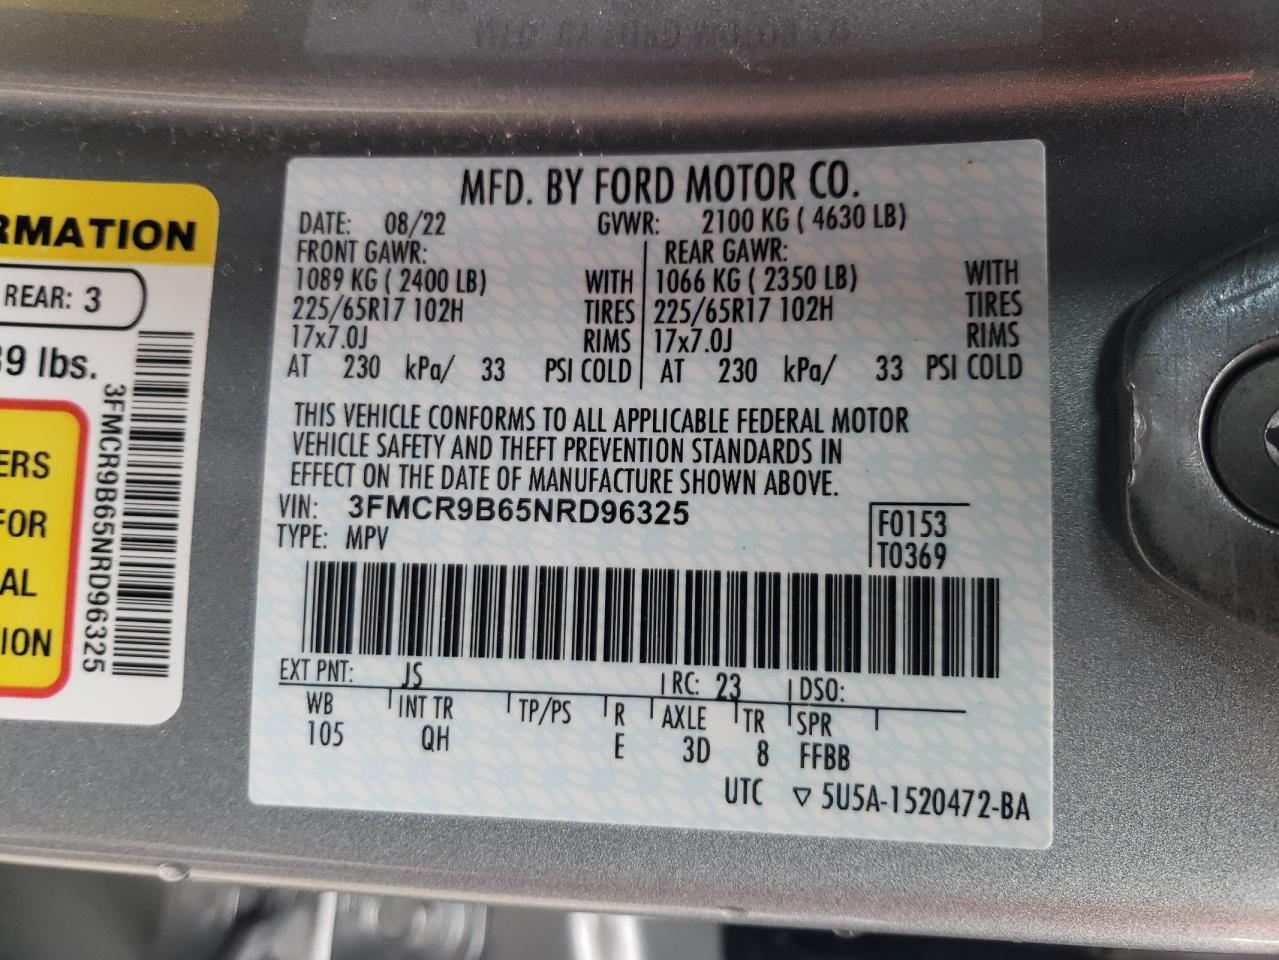 MFD. BY FORD MOTOR CO.
DATE: 08/22 GVWR: 2100 KG ( 4630 LB)
FRONT GAWR: REAR GAWR:
1089 KG ( 2400 LB) WITH 1066 KG ( 2350 LB) WITH
225/65R17 102H TIRES 225/65R17 102H TIRES
17x7.0J RIMS 17x7.0J RIMS
AT 230 kPa/ 33 PSI COLD AT 230 kPa/ 33 PSI COLD
THIS VEHICLE CONFORMS TO ALL APPLICABLE FEDERAL MOTOR
VEHICLE SAFETY AND THEFT PREVENTION STANDARDS IN
EFFECT ON THE DATE OF MANUFACTURE SHOWN ABOVE.
VIN: 3FMCR9B65NRD96325
TYPE: MPV
F0153
T0369
EXT PNT: JS RC: 23 DSO:
WB INT TR TP/PS R AXLE TR SPR
105 QH E 3D 8 FFBB
UTC ▽ 5U5A-1520472-BA
RMATION
REAR: 3
39 lbs.
3FMCR9B65NRD96325
ERS
FOR
AL
ION